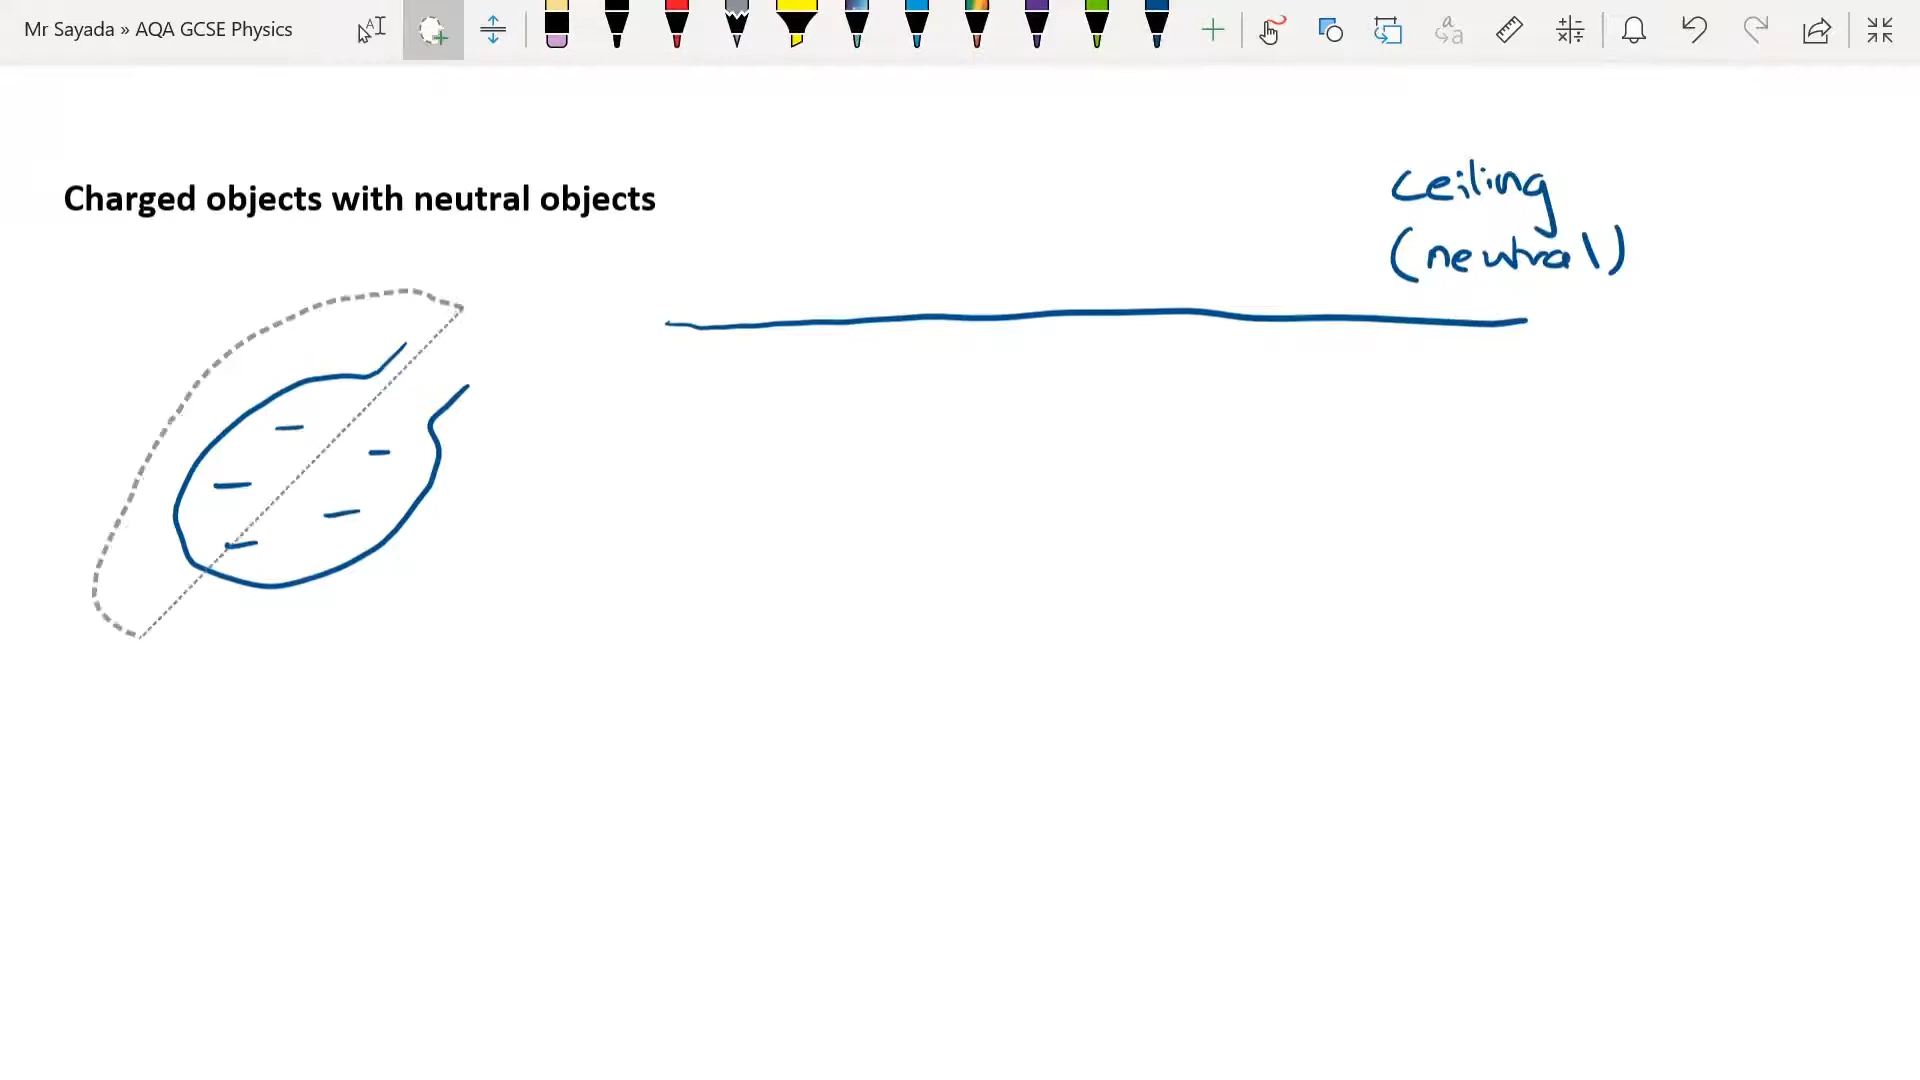 Mr Sayada » AQA GCSE Physics
Charged objects with neutral objects
ceiling
(neutral)